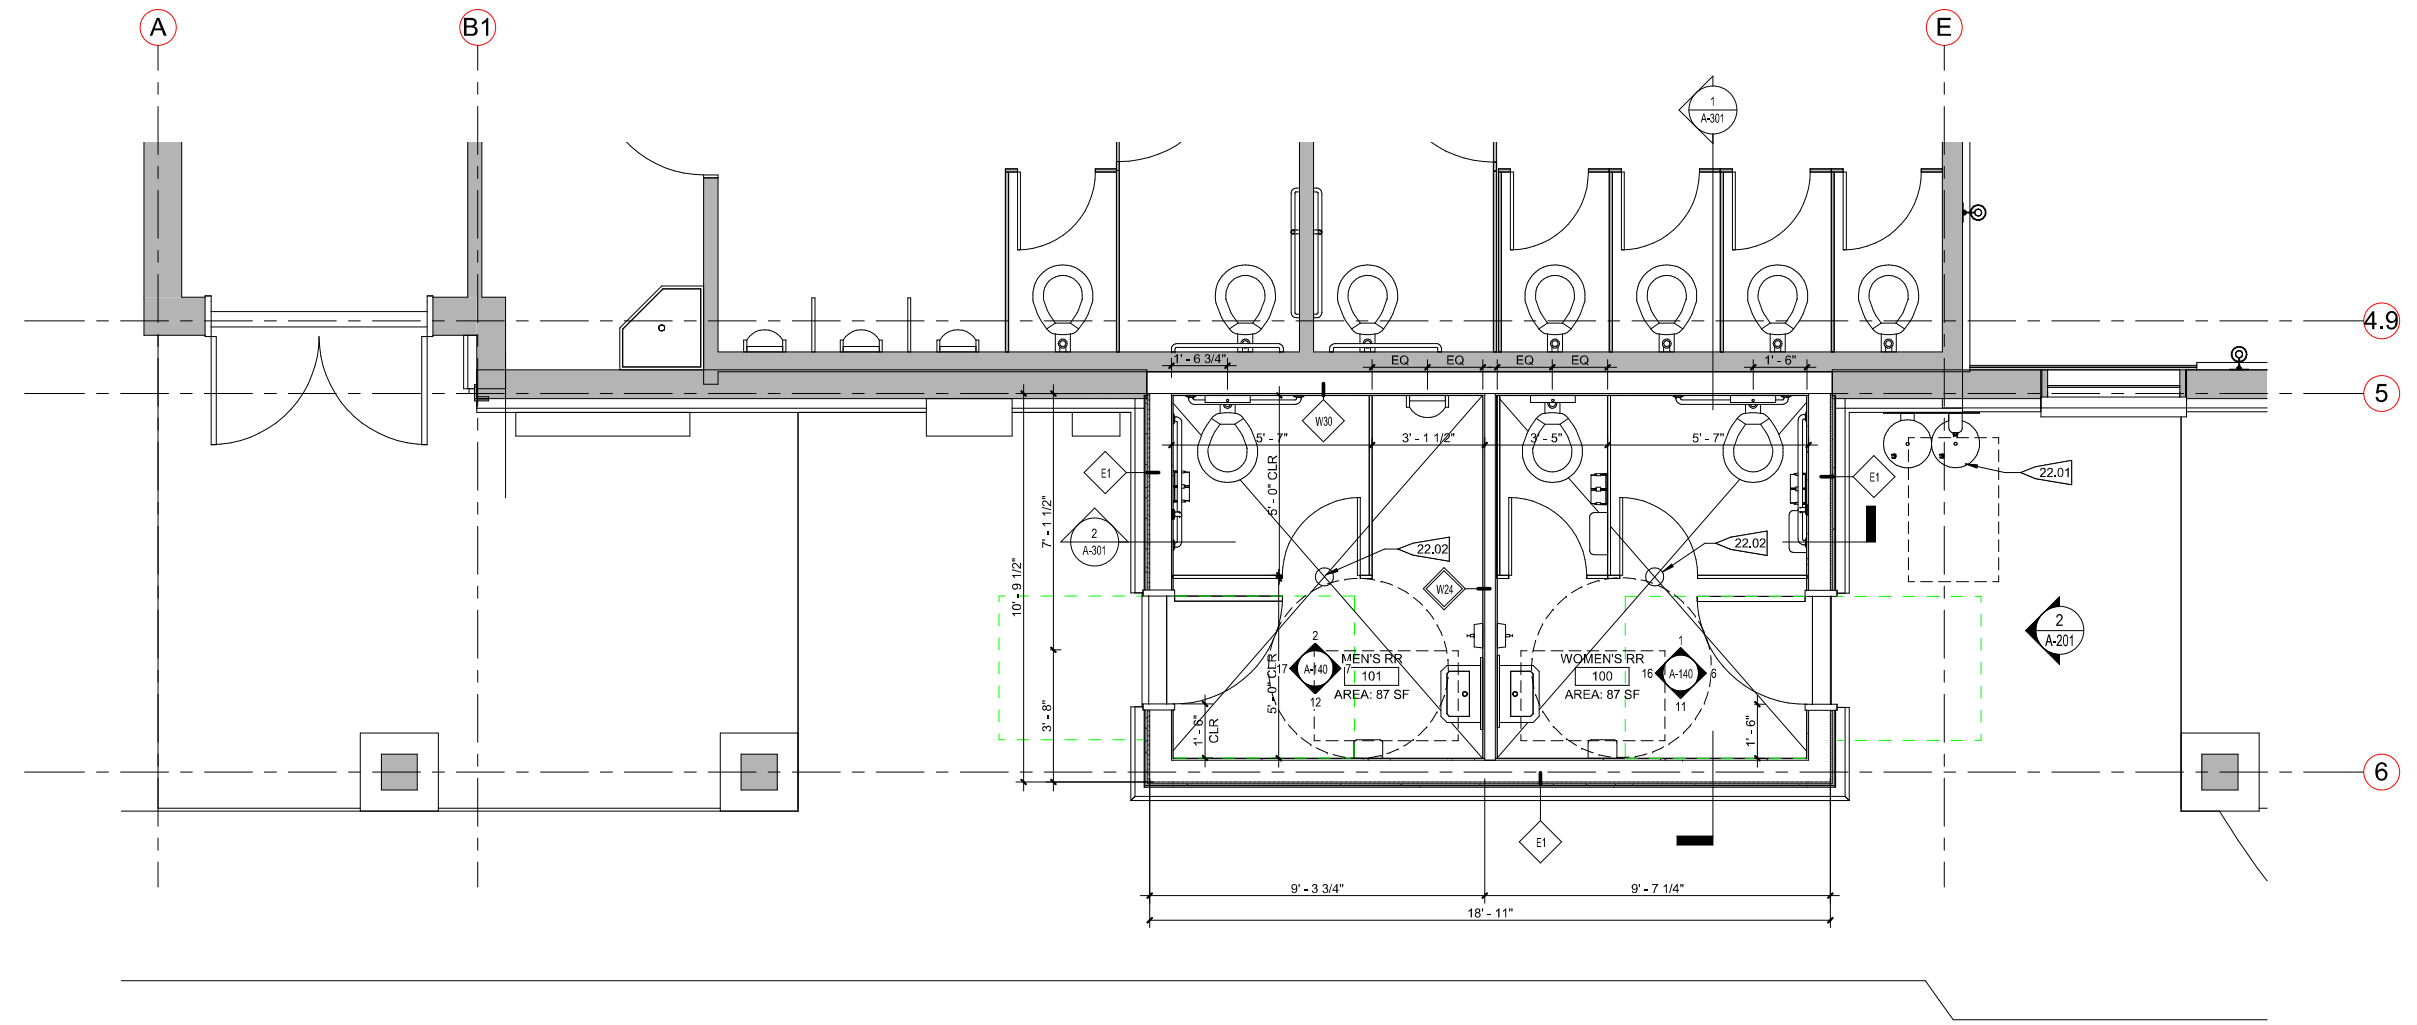 A
B1
E
1
A-301
4.9
1' - 6 3/4"
EQ
EQ
EQ
EQ
1' - 6"
5
W30
5' - 7"
3' - 1 1/2"
3' - 5"
5' - 7"
E1
E1
22.01
5' - 0" CLR
7' - 1 1/2"
2
A-301
22.02
22.02
10' - 9 1/2"
W24
2
A-201
2
17
A-140
7
12
MEN'S RR
101
AREA: 87 SF
WOMEN'S RR
100
AREA: 87 SF
1
16
A-140
6
11
5' - 0" CLR
3' - 8"
1' - 6"
CLR
1' - 6"
6
E1
9' - 3 3/4"
9' - 7 1/4"
18' - 11"